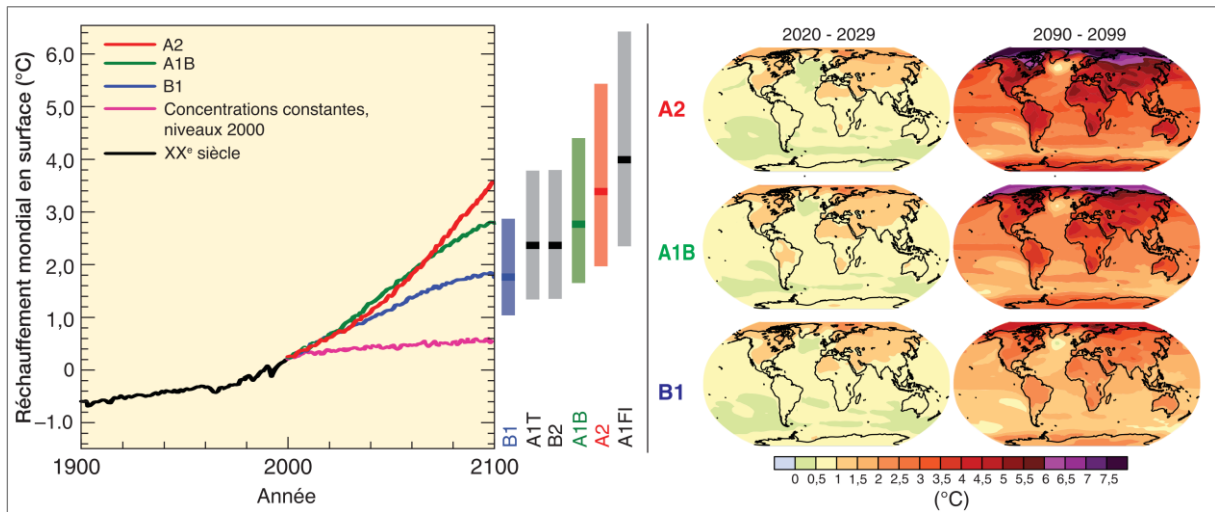 Réchauffement mondial en surface (°C)
6,0
5,0
4,0
3,0
2,0
1,0
0
−1.0
1900
2000
2100
Année
A2
A1B
B1
Concentrations constantes,
niveaux 2000
XXe siècle
B1
A1T
B2
A1B
A2
A1FI
2020 - 2029
2090 - 2099
A2
A1B
B1
0 0,5 1 1,5 2 2,5 3 3,5 4 4,5 5 5,5 6 6,5 7 7,5
(°C)